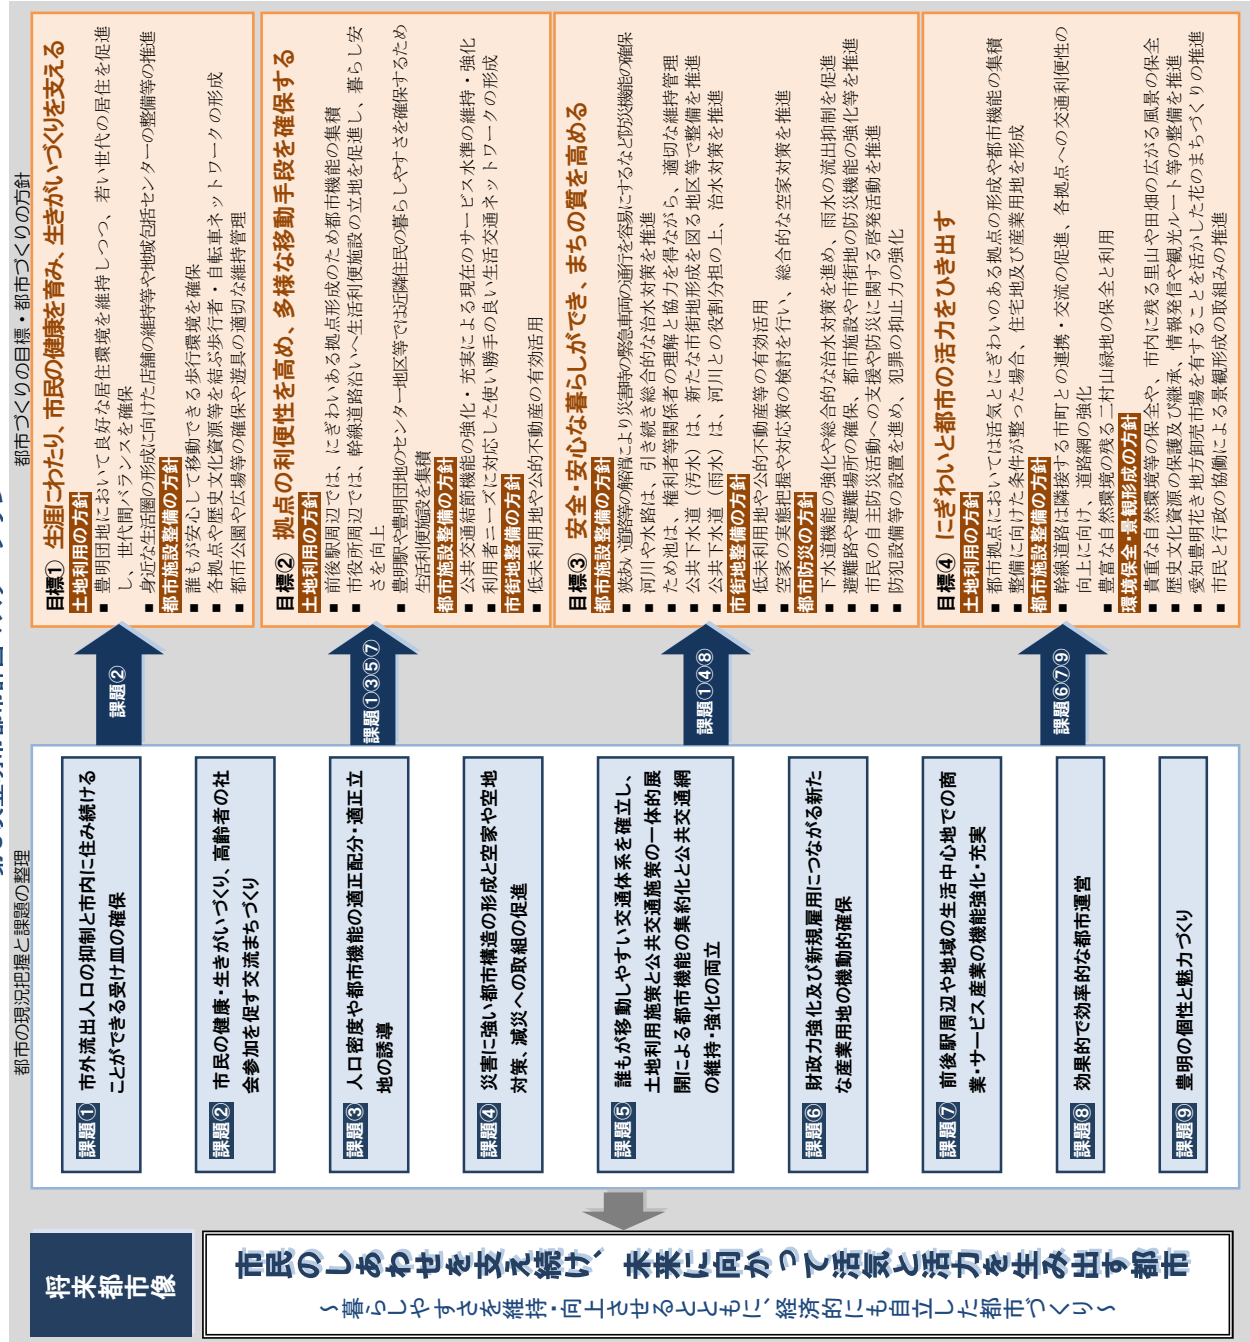 都市の現況把握と課題の整理
課題① 市外流出人口の抑制と市内に住み続ける
ことができる受け皿の確保
課題② 市民の健康・生きがいづくり、高齢者の社
会参加を促す交流まちづくり
課題③ 人口密度や都市機能の適正配分・適正立
地の誘導
課題④ 災害に強い都市構造の形成と空家や空地
対策、減災への取組の促進
課題⑤ 誰もが移動しやすい交通体系を確立し、
土地利用施策と公共交通施策の一体的展
開による都市機能の集約化と公共交通網
の維持・強化の両立
課題⑥ 財政力強化及び新規雇用につながる新た
な産業用地の機動的確保
課題⑦ 前後駅周辺や地域の生活中心地での商
業・サービス産業の機能強化・充実
課題⑧ 効果的で効率的な都市運営
課題⑨ 豊明の個性と魅力づくり
課題②
課題①③⑤⑦
課題①④⑧
課題⑥⑦⑨
都市づくりの目標・都市づくりの方針
目標① 生涯にわたり、市民の健康を育み、生きがいづくりを支える
土地利用の方針
■ 豊明団地において良好な居住環境を維持しつつ、若い世代の居住を促進
し、世代間バランスを確保
■ 身近な生活圏の形成に向けた店舗の維持等や地域包括センターの整備等の推進
都市施設整備の方針
■ 誰もが安心して移動できる歩行環境を確保
■ 各拠点や歴史文化資源等を結ぶ歩行者・自転車ネットワークの形成
■ 都市公園や広場等の確保や遊具の適切な維持管理
目標② 拠点の利便性を高め、多様な移動手段を確保する
土地利用の方針
■ 前後駅周辺では、にぎわいある拠点形成のため都市機能の集積
■ 市役所周辺では、幹線道路沿いへ生活利便施設の立地を促進し、暮らし安
さを向上
■ 豊明駅や豊明団地のセンター地区等では近隣住民の暮らしやすさを確保するため
生活利便施設を集積
都市施設整備の方針
■ 公共交通結節機能の強化・充実による現在のサービス水準の維持・強化
■ 利用者ニーズに対応した使い勝手の良い生活交通ネットワークの形成
市街地整備の方針
■ 低未利用地や公的不動産の有効活用
目標③ 安全・安心な暮らしができ、まちの質を高める
都市施設整備の方針
■ 狭あい道路等の解消により災害時の緊急車両の通行を容易にするなど防災機能の確保
■ 河川や水路は、引き続き総合的な治水対策を推進
■ ため池は、権利者等関係者の理解と協力を得ながら、適切な維持管理
■ 公共下水道（汚水）は、新たな市街地形成を図る地区等で整備を推進
■ 公共下水道（雨水）は、河川との役割分担の上、治水対策を推進
市街地整備の方針
■ 低未利用地や公的不動産等の有効活用
■ 空家の実態把握や対応策の検討を行い、総合的な空家対策を推進
都市防災の方針
■ 下水道機能の強化や総合的な治水対策を進め、雨水の流出抑制を促進
■ 避難路や避難場所の確保、都市施設や市街地の防災機能の強化等を推進
■ 市民の自主防災活動への支援や防災に関する啓発活動を推進
■ 防犯設備等の設置を進め、犯罪の抑止力の強化
目標④ にぎわいと都市の活力をひき出す
土地利用の方針
■ 都市拠点においては活気とにぎわいのある拠点の形成や都市機能の集積
■ 整備に向けた条件が整った場合、住宅地及び産業用地を形成
都市施設整備の方針
■ 幹線道路は隣接する市町との連携・交流の促進、各拠点への交通利便性の
向上に向け、道路網の強化
■ 豊富な自然環境の残る二村山緑地の保全と利用
環境保全・景観形成の方針
■ 貴重な自然環境等の保全や、市内に残る里山や田畑の広がる風景の保全
■ 歴史文化資源の保護及び継承、情報発信や観光ルート等の整備を推進
■ 愛知豊明花き地方卸売市場を有することを活かした花のまちづくりの推進
■ 市民と行政の協働による景観形成の取組みの推進
将来都市像
市民のしあわせを支え続け、未来に向かって活気と活力を生み出す都市
～暮らしやすさを維持・向上させるとともに、経済的にも自立した都市づくり～